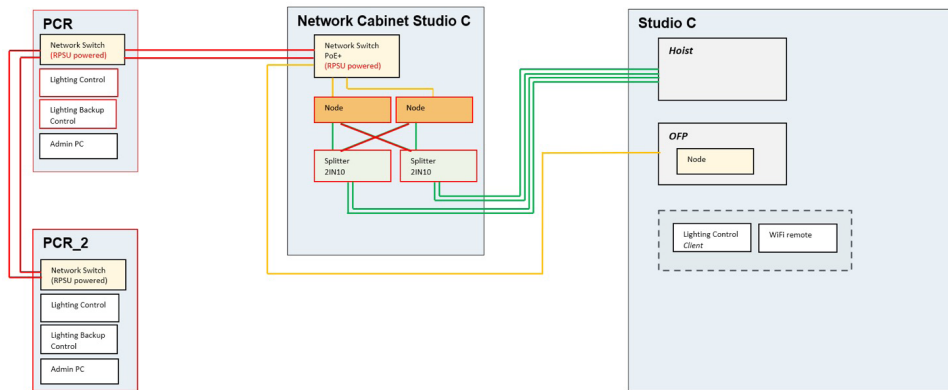 PCR
Network Switch
(RPSU powered)
Lighting Control
Lighting Backup
Control
Admin PC
PCR_2
Network Switch
(RPSU powered)
Lighting Control
Lighting Backup
Control
Admin PC
Network Cabinet Studio C
Network Switch
PoE+
(RPSU powered)
Node
Node
Splitter
2IN10
Splitter
2IN10
Studio C
Hoist
OFP
Node
Lighting Control
Client
WiFi remote